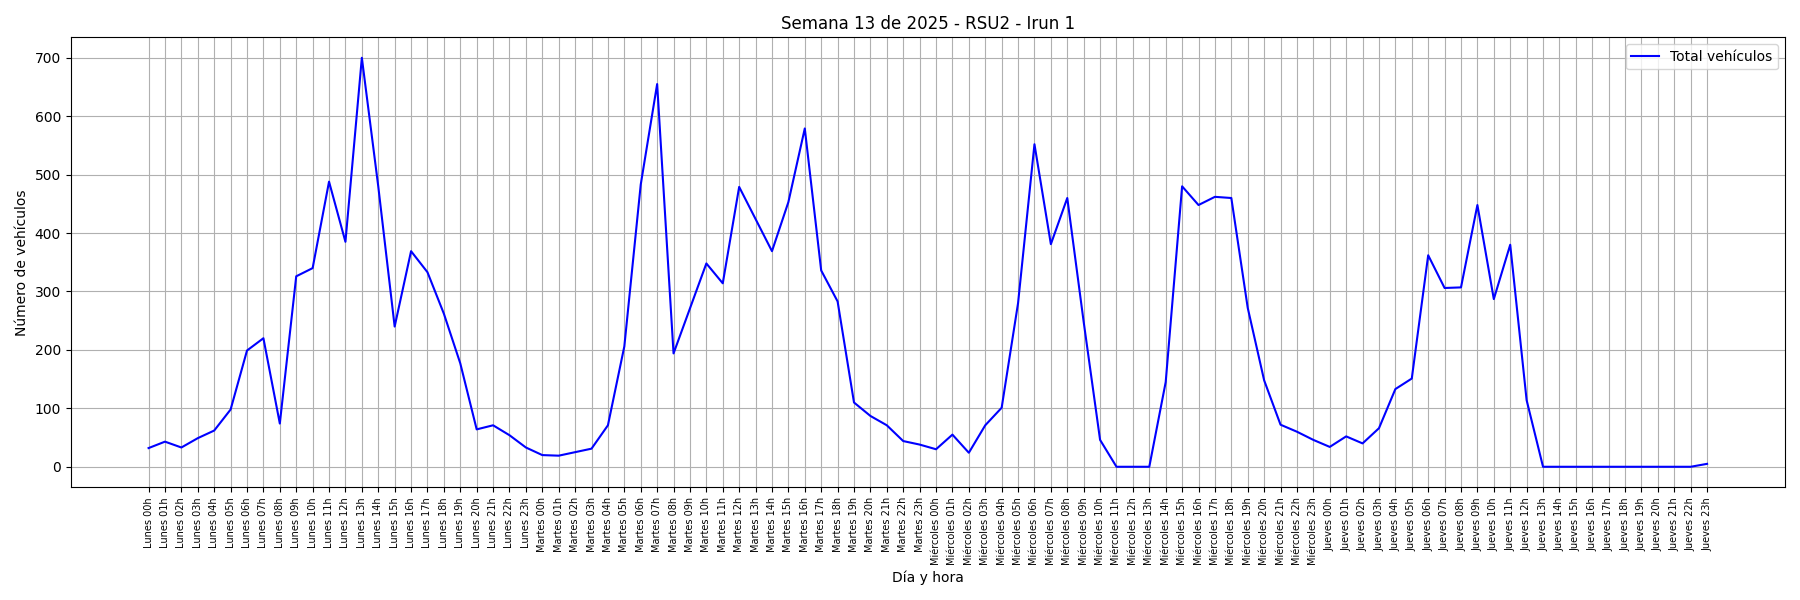 Semana 13 de 2025 - RSU2 - Irun 1
Total vehículos
Número de vehículos
700
600
500
400
300
200
100
0
Lunes 00h
Lunes 01h
Lunes 02h
Lunes 03h
Lunes 04h
Lunes 05h
Lunes 06h
Lunes 07h
Lunes 08h
Lunes 09h
Lunes 10h
Lunes 11h
Lunes 12h
Lunes 13h
Lunes 14h
Lunes 15h
Lunes 16h
Lunes 17h
Lunes 18h
Lunes 19h
Lunes 20h
Lunes 21h
Lunes 22h
Lunes 23h
Martes 00h
Martes 01h
Martes 02h
Martes 03h
Martes 04h
Martes 05h
Martes 06h
Martes 07h
Martes 08h
Martes 09h
Martes 10h
Martes 11h
Martes 12h
Martes 13h
Martes 14h
Martes 15h
Martes 16h
Martes 17h
Martes 18h
Martes 19h
Martes 20h
Martes 21h
Martes 22h
Martes 23h
Miércoles 00h
Miércoles 01h
Miércoles 02h
Miércoles 03h
Miércoles 04h
Miércoles 05h
Miércoles 06h
Miércoles 07h
Miércoles 08h
Miércoles 09h
Miércoles 10h
Miércoles 11h
Miércoles 12h
Miércoles 13h
Miércoles 14h
Miércoles 15h
Miércoles 16h
Miércoles 17h
Miércoles 18h
Miércoles 19h
Miércoles 20h
Miércoles 21h
Miércoles 22h
Miércoles 23h
Jueves 00h
Jueves 01h
Jueves 02h
Jueves 03h
Jueves 04h
Jueves 05h
Jueves 06h
Jueves 07h
Jueves 08h
Jueves 09h
Jueves 10h
Jueves 11h
Jueves 12h
Jueves 13h
Jueves 14h
Jueves 15h
Jueves 16h
Jueves 17h
Jueves 18h
Jueves 19h
Jueves 20h
Jueves 21h
Jueves 22h
Jueves 23h
Día y hora